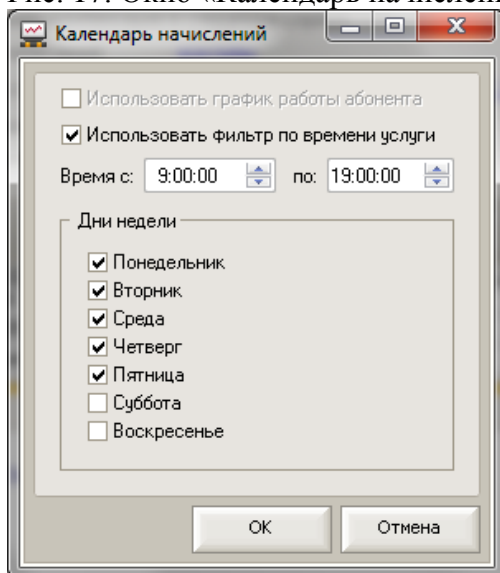 Рис. 17. Окно «Календарь начислен
Календарь начислений
Использовать график работы абонента
Использовать фильтр по времени услуги
Время с: 9:00:00 по: 19:00:00
Дни недели
Понедельник
Вторник
Среда
Четверг
Пятница
Суббота
Воскресенье
OK Отмена